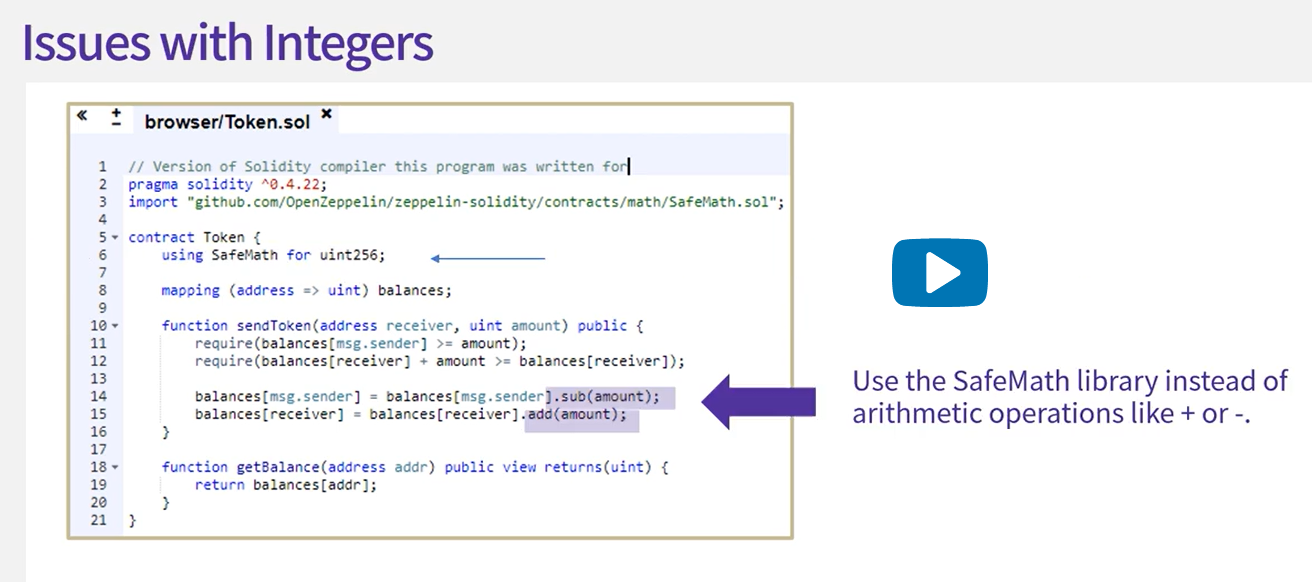 Issues with Integers
« + - browser/Token.sol ×
1 // Version of Solidity compiler this program was written for
2 pragma solidity ^0.4.22;
3 import "github.com/OpenZeppelin/zeppelin-solidity/contracts/math/SafeMath.sol";
4
5 contract Token {
6 using SafeMath for uint256;
7
8 mapping (address => uint) balances;
9
10 function sendToken(address receiver, uint amount) public {
11 require(balances[msg.sender] >= amount);
12 require(balances[receiver] + amount >= balances[receiver]);
13
14 balances[msg.sender] = balances[msg.sender].sub(amount);
15 balances[receiver] = balances[receiver].add(amount);
16 }
17
18 function getBalance(address addr) public view returns(uint) {
19 return balances[addr];
20 }
21 }
Use the SafeMath library instead of
arithmetic operations like + or -.